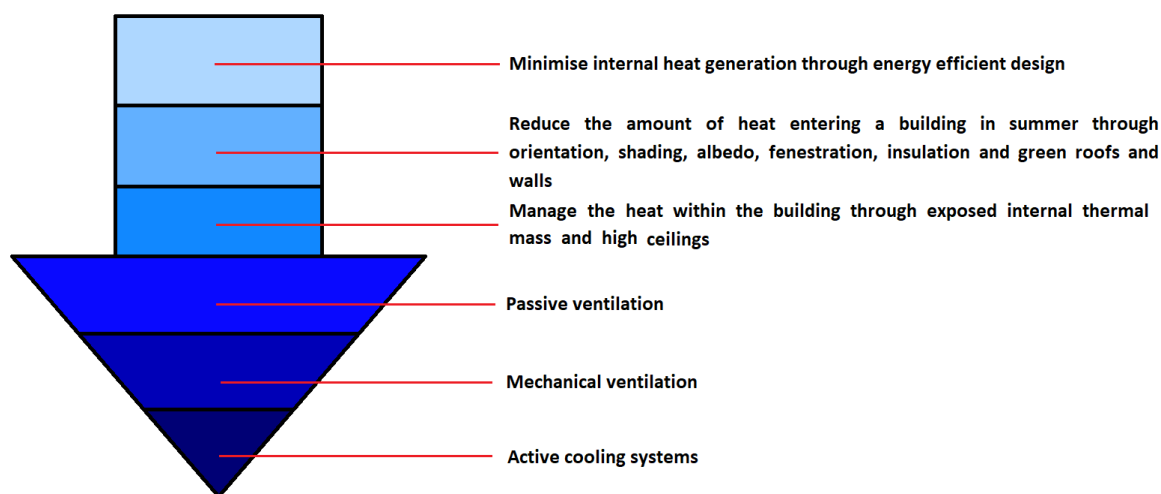 Minimise internal heat generation through energy efficient design
Reduce the amount of heat entering a building in summer through
orientation, shading, albedo, fenestration, insulation and green roofs and
walls
Manage the heat within the building through exposed internal thermal
mass and high ceilings
Passive ventilation
Mechanical ventilation
Active cooling systems